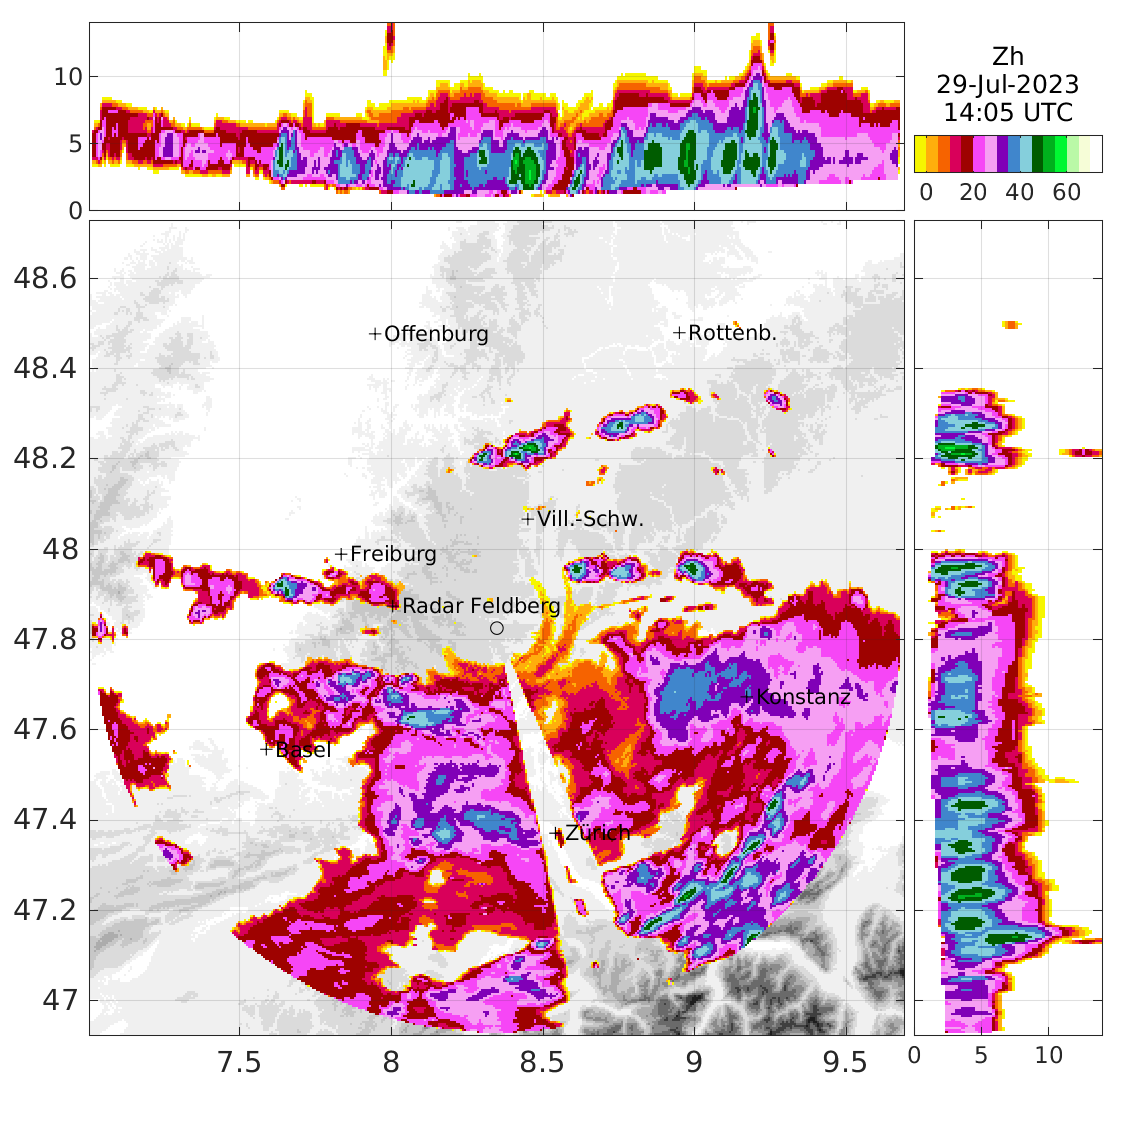 10
5
0
Zh
29-Jul-2023
14:05 UTC
0 20 40 60
48.6
48.4
48.2
48
47.8
47.6
47.4
47.2
47
+Offenburg
+Rottenb.
+Vill.-Schw.
+Freiburg
+Radar Feldberg
+Konstanz
+Basel
+Zürich
7.5 8 8.5 9 9.5
0 5 10